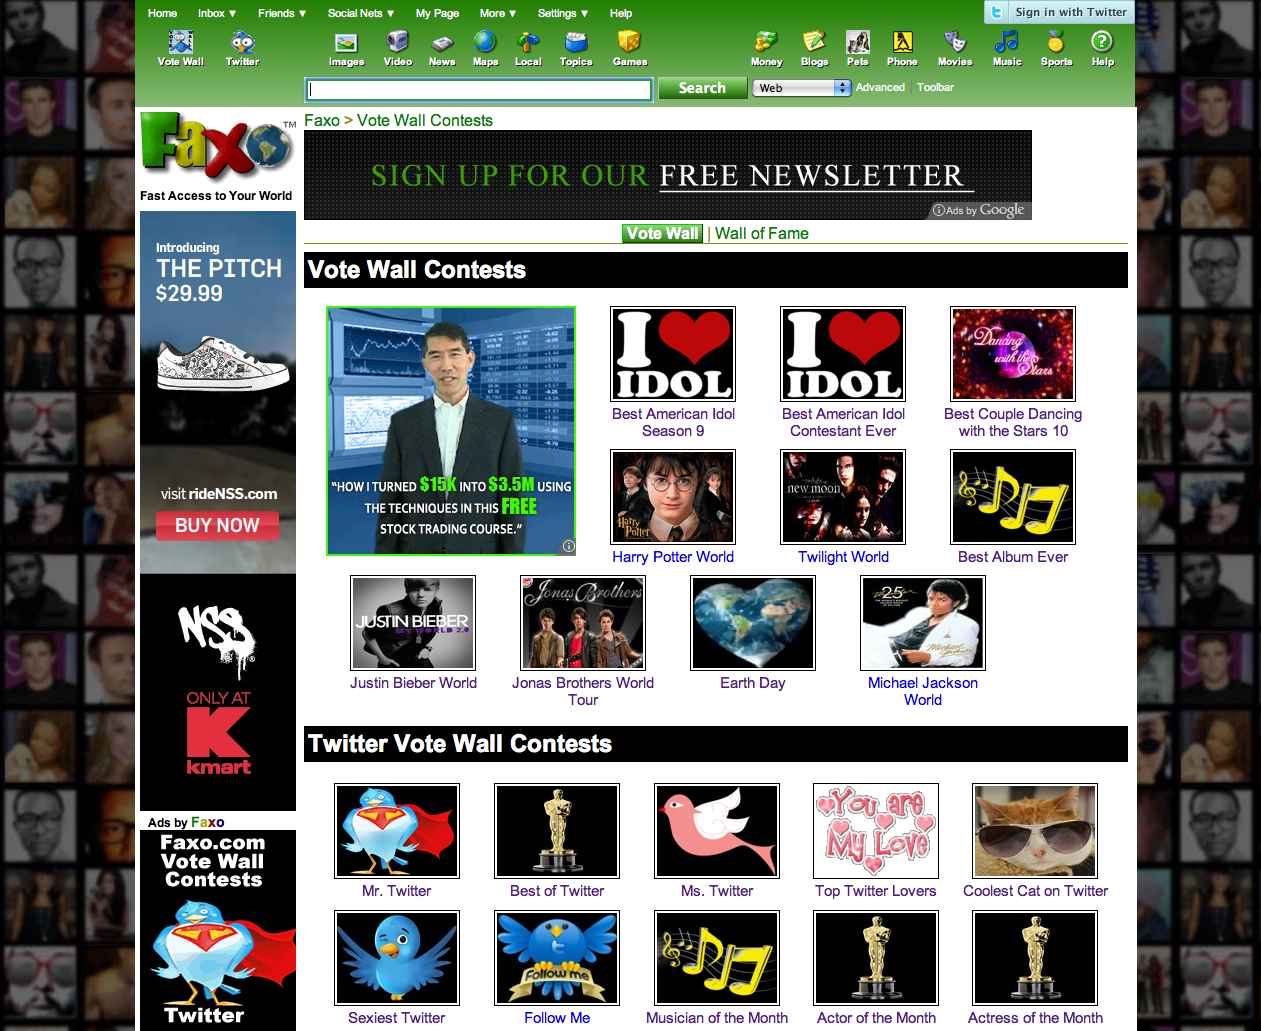 Home Inbox ▼ Friends ▼ Social Nets ▼ My Page More ▼ Settings ▼ Help
Sign in with Twitter
Vote Wall Twitter Images Video News Maps Local Topics Games Money Blogs Pets Phone Movies Music Sports Help
Search Web Advanced Toolbar
Faxo TM
Fast Access to Your World
Faxo > Vote Wall Contests
SIGN UP FOR OUR FREE NEWSLETTER
Ads by Google
Vote Wall | Wall of Fame
Introducing
THE PITCH
$29.99
visit rideNSS.com
BUY NOW
NSS
ONLY AT
K
kmart
Ads by Faxo
Faxo.com
Vote Wall
Contests
Twitter
Vote Wall Contests
"HOW I TURNED $15K INTO $3.5M USING
THE TECHNIQUES IN THIS FREE
STOCK TRADING COURSE."
I
IDOL
Best American Idol
Season 9
I
IDOL
Best American Idol
Contestant Ever
Dancing
with the
Stars
Best Couple Dancing
with the Stars 10
Harry
Potter
Harry Potter World
new moon
Twilight World
Best Album Ever
JUSTIN BIEBER
MY WORLD 2.0
Justin Bieber World
Jonas Brothers
Jonas Brothers World
Tour
Earth Day
25
Michael Jackson
World
Twitter Vote Wall Contests
Mr. Twitter
Best of Twitter
Ms. Twitter
You are
My Love
Top Twitter Lovers
Coolest Cat on Twitter
Sexiest Twitter
t
Follow me
Follow Me
Musician of the Month
Actor of the Month
Actress of the Month